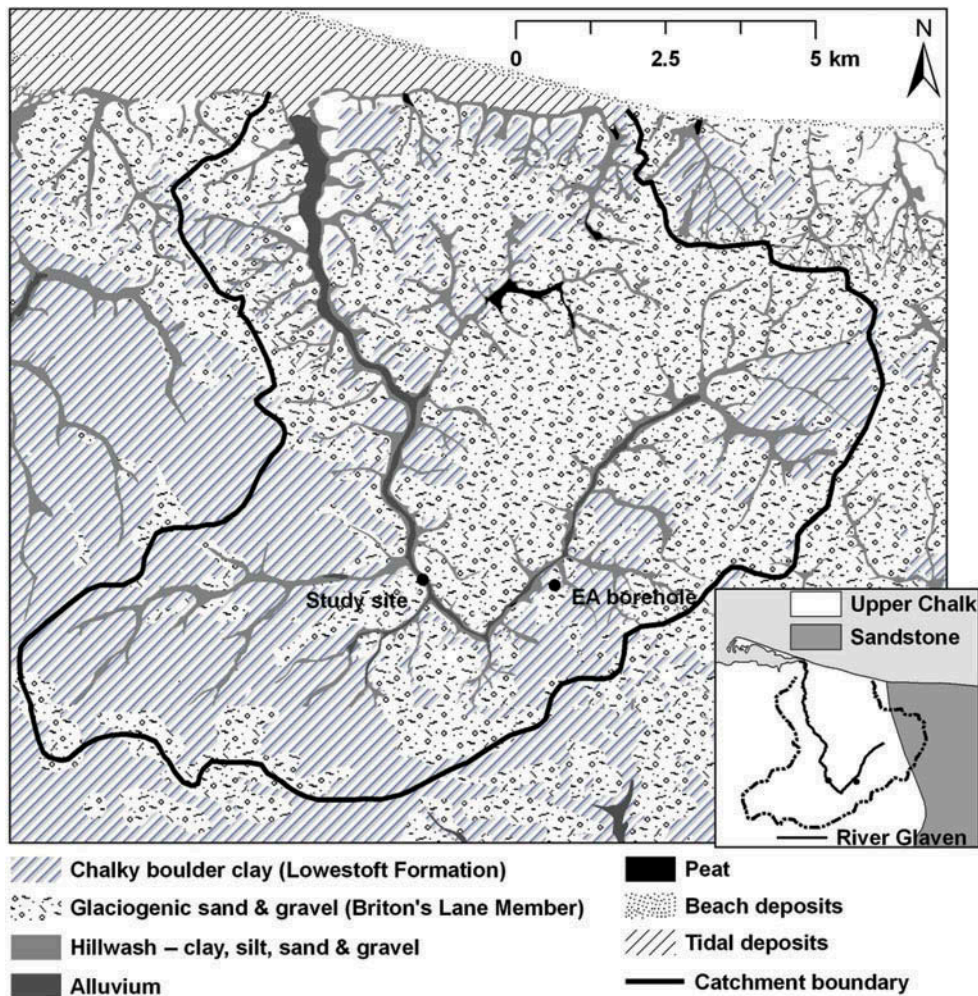 N
0 2.5 5 km
Study site
EA borehole
Upper Chalk
Sandstone
River Glaven
Chalky boulder clay (Lowestoft Formation)
Glaciogenic sand & gravel (Briton's Lane Member)
Hillwash – clay, silt, sand & gravel
Alluvium
Peat
Beach deposits
Tidal deposits
Catchment boundary